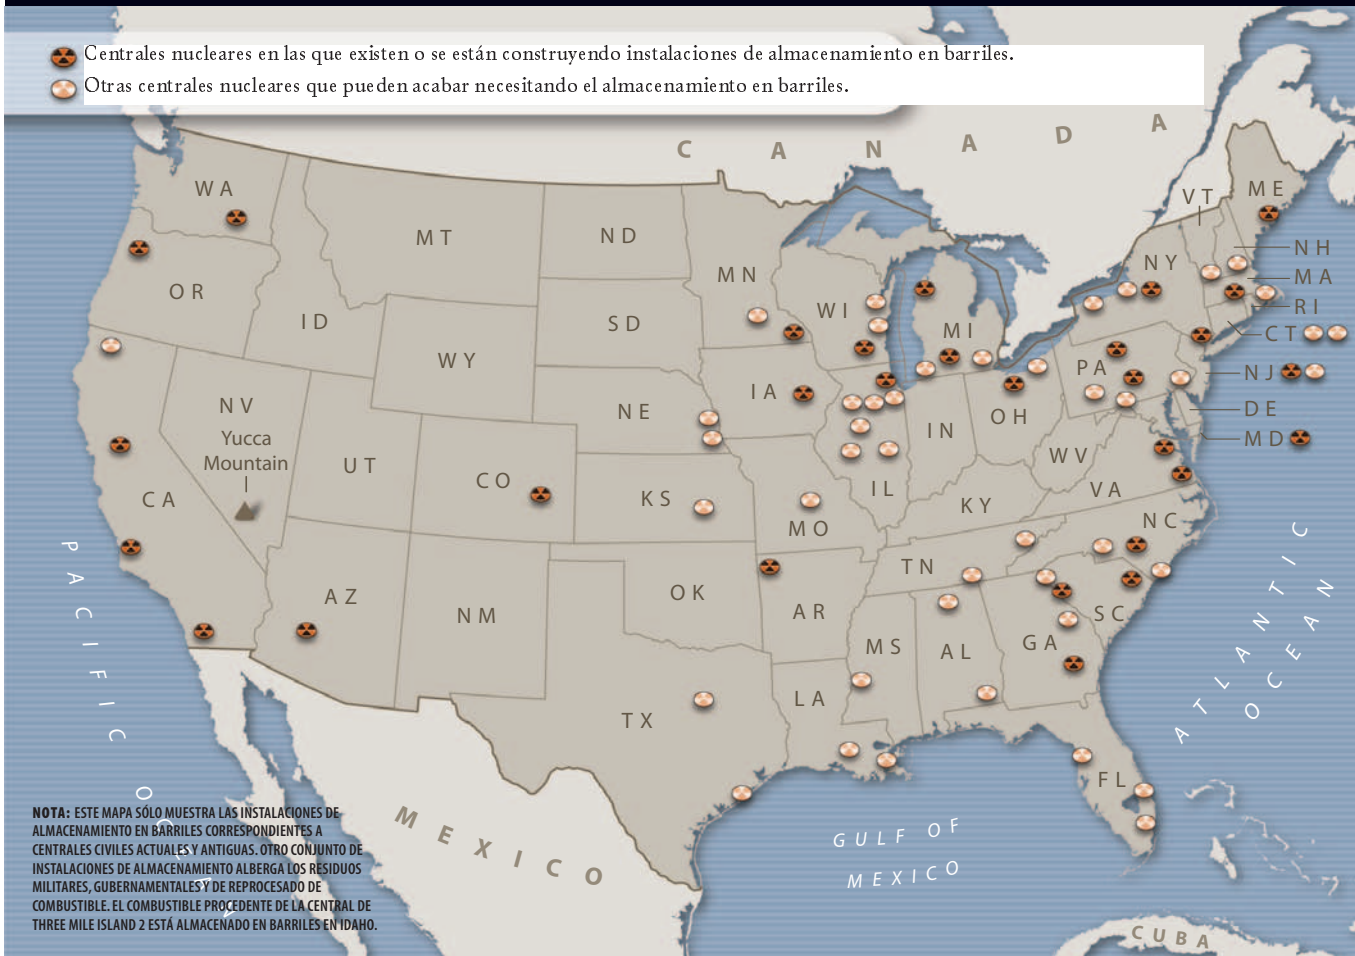 Centrales nucleares en las que existen o se están construyendo instalaciones de almacenamiento en barriles.
Otras centrales nucleares que pueden acabar necesitando el almacenamiento en barriles.
CANADA
WA
MT
ND
MN
VT
ME
NH
MA
RI
CT
NJ
DE
MD
OR
ID
SD
WI
MI
NY
WY
IA
PA
NV
Yucca
Mountain
NE
IN
OH
WV
UT
CO
KS
IL
KY
VA
CA
MO
NC
AZ
NM
OK
TN
AR
SC
MS
AL
GA
TX
LA
FL
PACIFIC
OCEAN
ATLANTIC
OCEAN
GULF OF
MEXICO
MEXICO
CUBA
NOTA: ESTE MAPA SÓLO MUESTRA LAS INSTALACIONES DE
ALMACENAMIENTO EN BARRILES CORRESPONDIENTES A
CENTRALES CIVILES ACTUALES Y ANTIGUAS. OTRO CONJUNTO DE
INSTALACIONES DE ALMACENAMIENTO ALBERGA LOS RESIDUOS
MILITARES, GUBERNAMENTALES Y DE REPROCESADO DE
COMBUSTIBLE. EL COMBUSTIBLE PROCEDENTE DE LA CENTRAL DE
THREE MILE ISLAND 2 ESTÁ ALMACENADO EN BARRILES EN IDAHO.